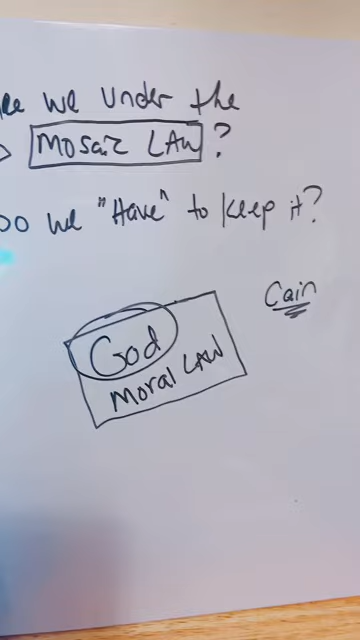 we under the
Mosaic LAW?
we "Have" to keep it?
Cain
God
Moral LAW